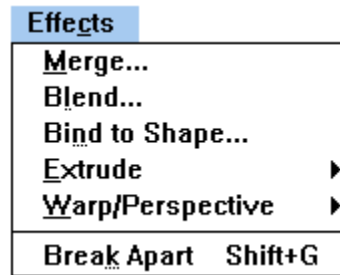 Effects
Merge...
Blend...
Bind to Shape...
Extrude
Warp/Perspective
Break Apart Shift+G